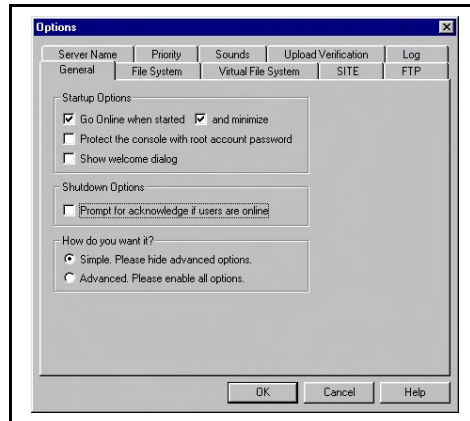 Options
Server Name Priority Sounds Upload Verification Log
General File System Virtual File System SITE FTP
Startup Options
Go Online when started and minimize
Protect the console with root account password
Show welcome dialog
Shutdown Options
Prompt for acknowledge if users are online
How do you want it?
Simple. Please hide advanced options.
Advanced. Please enable all options.
OK Cancel Help